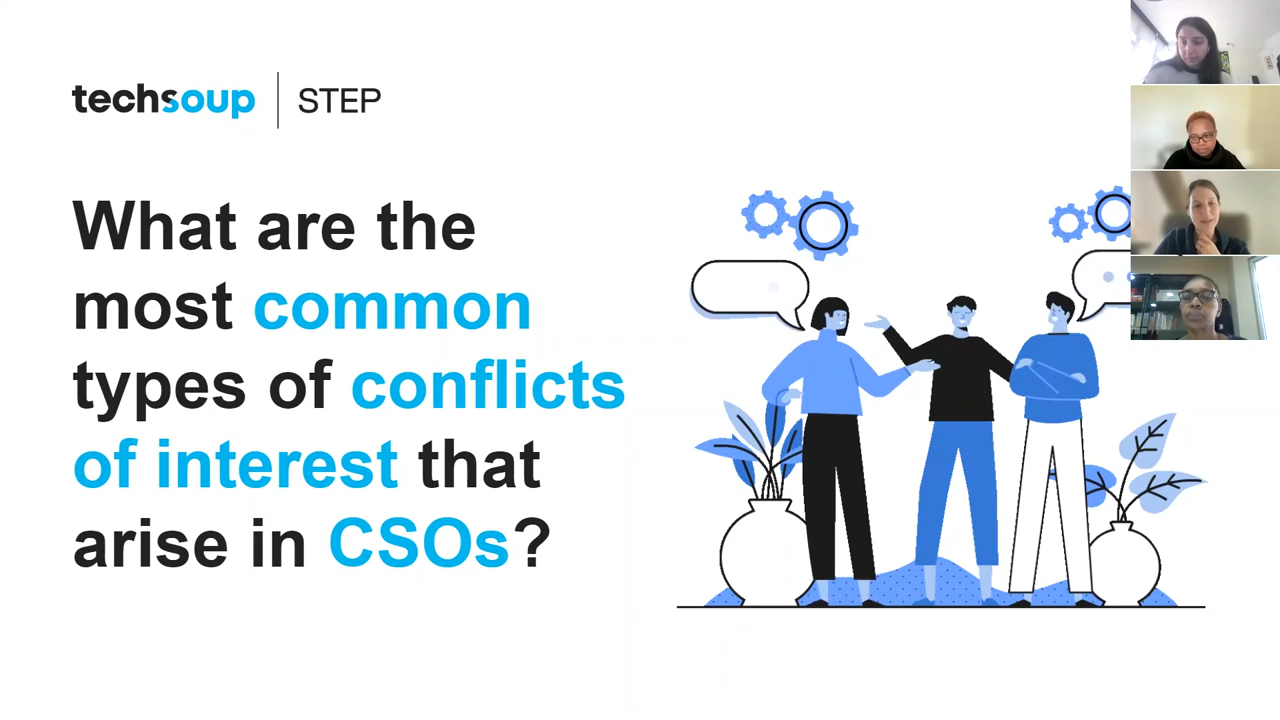 techsoup | STEP
What are the
most common
types of conflicts
of interest that
arise in CSOs?